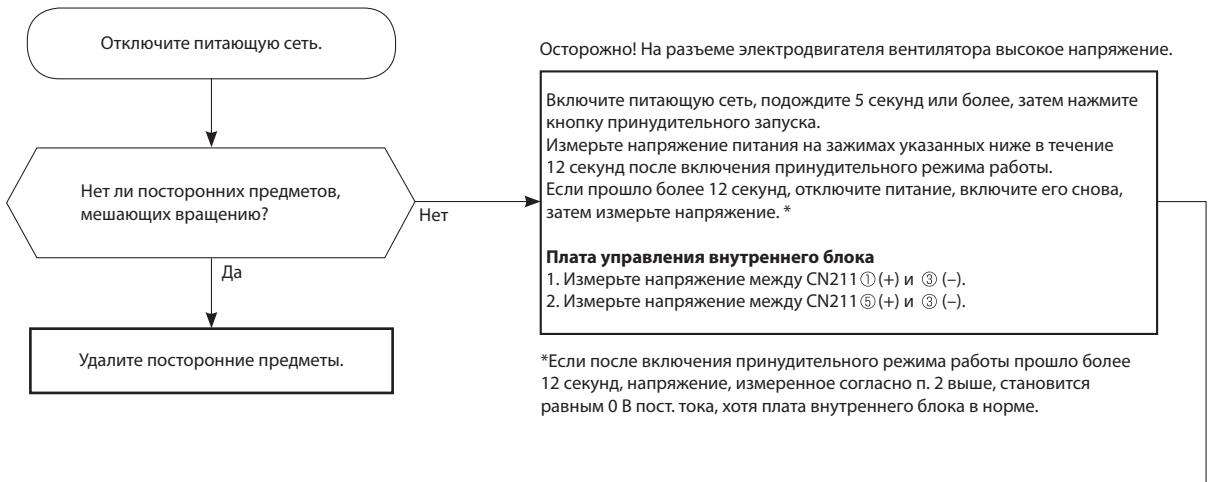 Отключите питающую сеть.
Нет ли посторонних предметов,
мешающих вращению?
Нет
Да
Удалите посторонние предметы.
Осторожно! На разъеме электродвигателя вентилятора высокое напряжение.
Включите питающую сеть, подождите 5 секунд или более, затем нажмите
кнопку принудительного запуска.
Измерьте напряжение питания на зажимах указанных ниже в течение
12 секунд после включения принудительного режима работы.
Если прошло более 12 секунд, отключите питание, включите его снова,
затем измерьте напряжение. *
Плата управления внутреннего блока
1. Измерьте напряжение между CN211 ① (+) и ③ (–).
2. Измерьте напряжение между CN211 ⑤ (+) и ③ (–).
*Если после включения принудительного режима работы прошло более
12 секунд, напряжение, измеренное согласно п. 2 выше, становится
равным 0 В пост. тока, хотя плата внутреннего блока в норме.